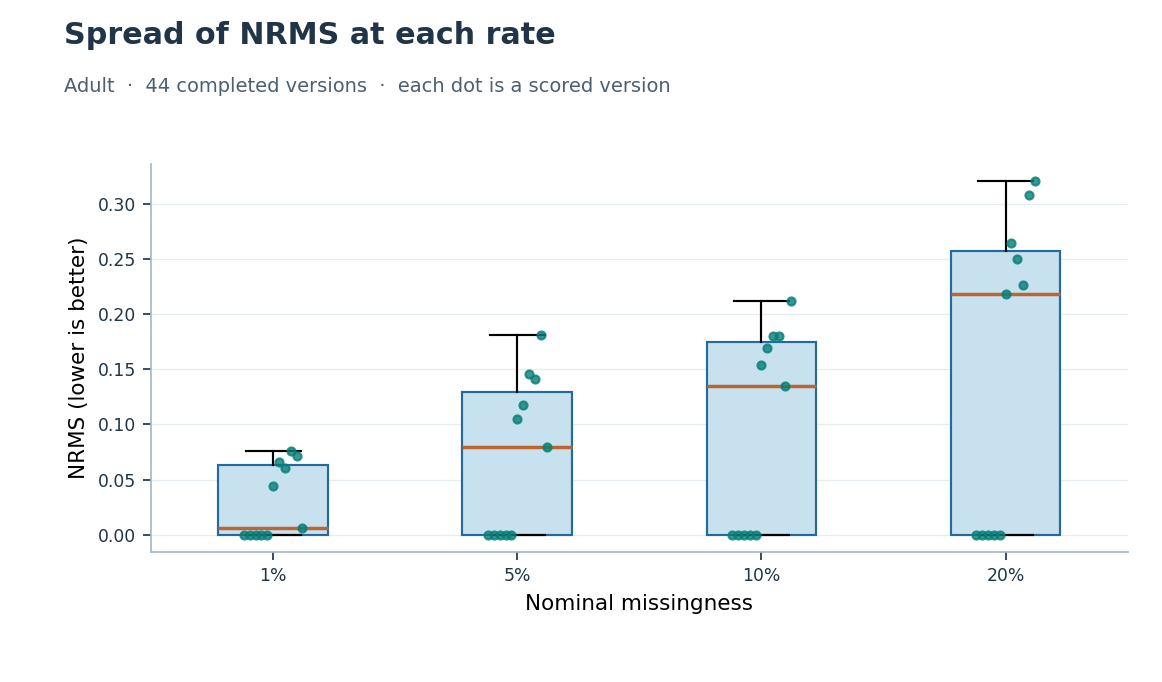 Spread of NRMS at each rate
Adult · 44 completed versions · each dot is a scored version
NRMS (lower is better)
0.30
0.25
0.20
0.15
0.10
0.05
0.00
1% 5% 10% 20%
Nominal missingness